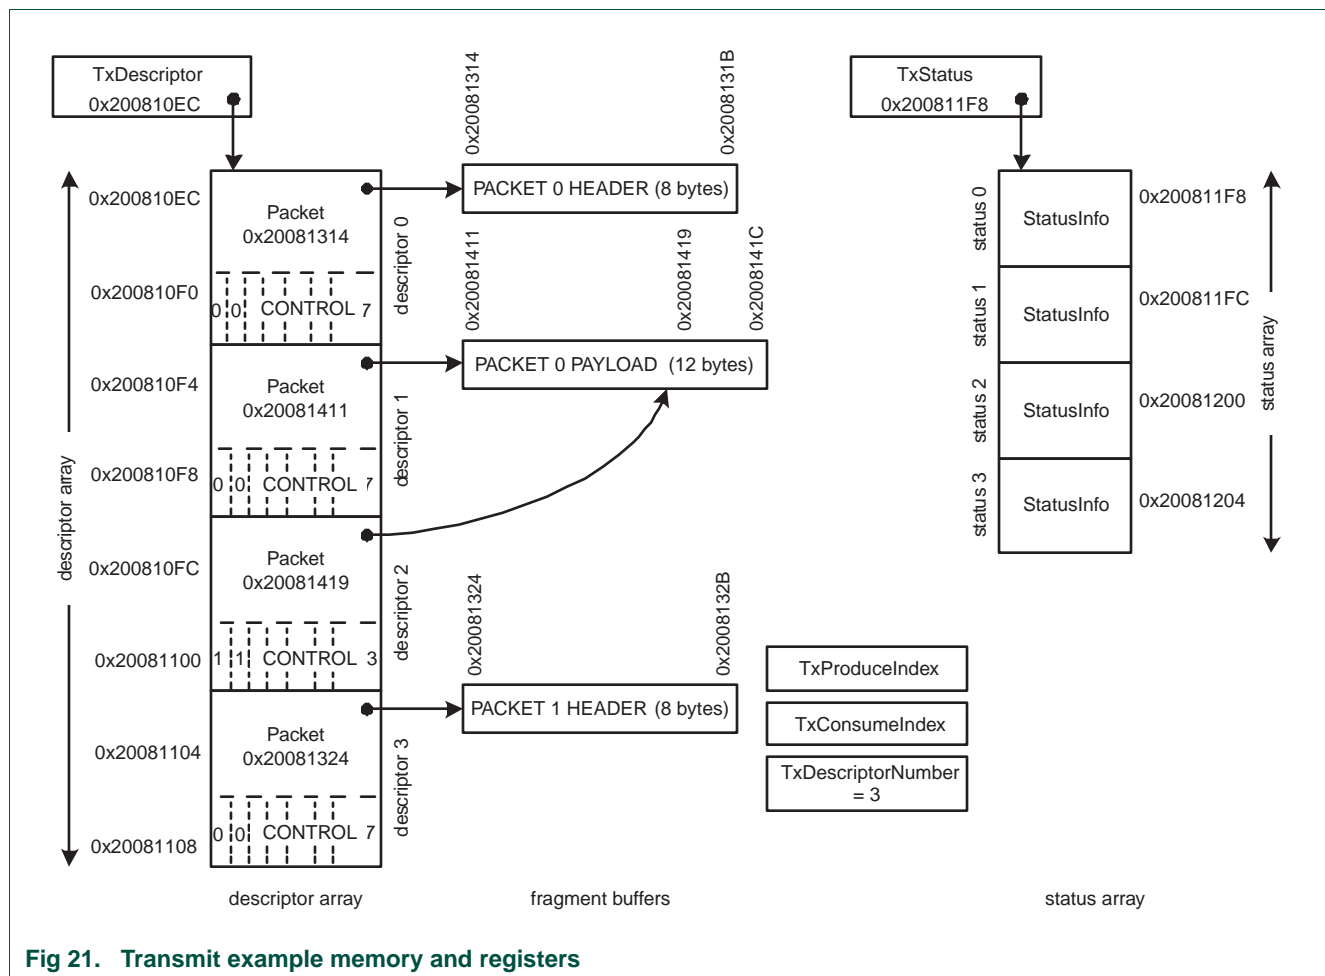 TxDescriptor
0x200810EC
TxStatus
0x200811F8
descriptor array
0x200810EC
Packet
0x20081314
0x200810F0
0 0 CONTROL 7
descriptor 0
0x200810F4
Packet
0x20081411
0x200810F8
0 0 CONTROL 7
descriptor 1
0x200810FC
Packet
0x20081419
0x20081100
1 1 CONTROL 3
descriptor 2
0x20081104
Packet
0x20081324
0x20081108
0 0 CONTROL 7
descriptor 3
0x20081314
0x2008131B
PACKET 0 HEADER (8 bytes)
0x20081411
0x20081419
0x2008141C
PACKET 0 PAYLOAD (12 bytes)
0x20081324
0x2008132B
PACKET 1 HEADER (8 bytes)
status 0
StatusInfo
0x200811F8
status 1
StatusInfo
0x200811FC
status 2
StatusInfo
0x20081200
status 3
StatusInfo
0x20081204
status array
TxProduceIndex
TxConsumeIndex
TxDescriptorNumber
= 3
descriptor array
fragment buffers
status array
Fig 21. Transmit example memory and registers